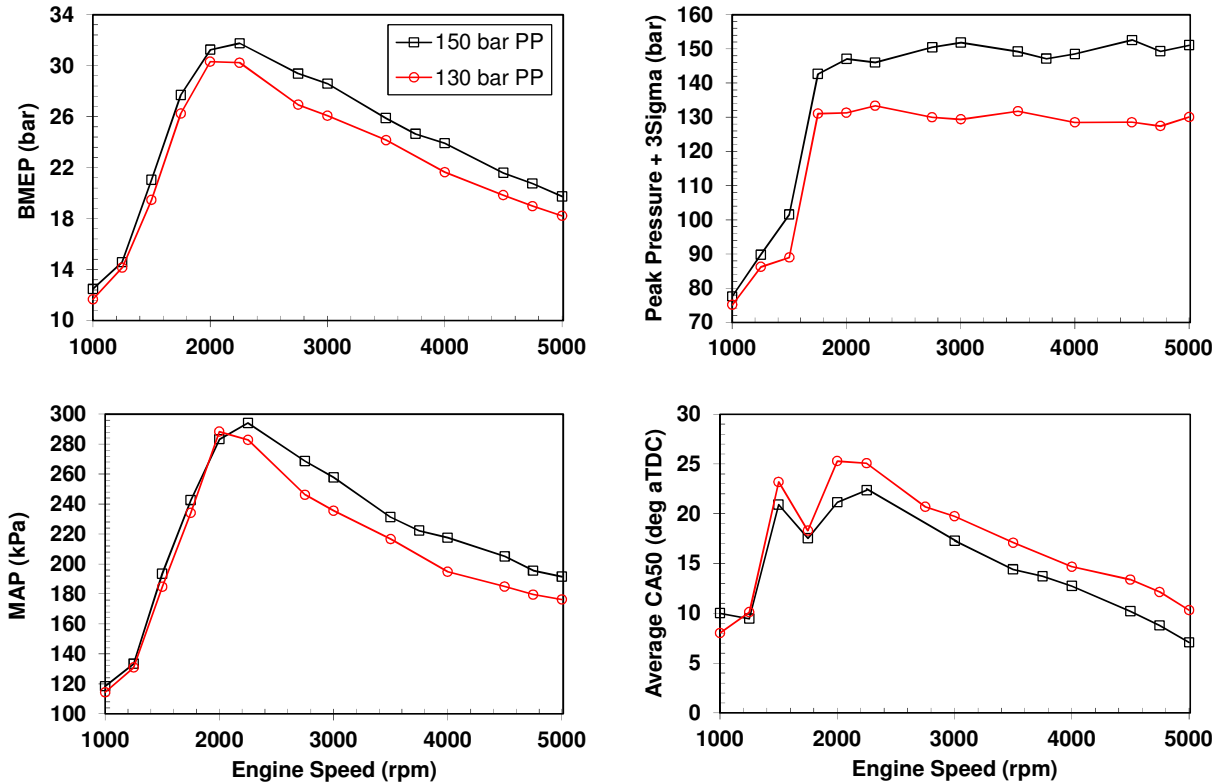 BMEP (bar)
34
30
26
22
18
14
10
1000 2000 3000 4000 5000
150 bar PP
130 bar PP
Peak Pressure + 3Sigma (bar)
160
150
140
130
120
110
100
90
80
70
1000 2000 3000 4000 5000
MAP (kPa)
300
280
260
240
220
200
180
160
140
120
100
1000 2000 3000 4000 5000
Engine Speed (rpm)
Average CA50 (deg aTDC)
30
25
20
15
10
5
0
1000 2000 3000 4000 5000
Engine Speed (rpm)